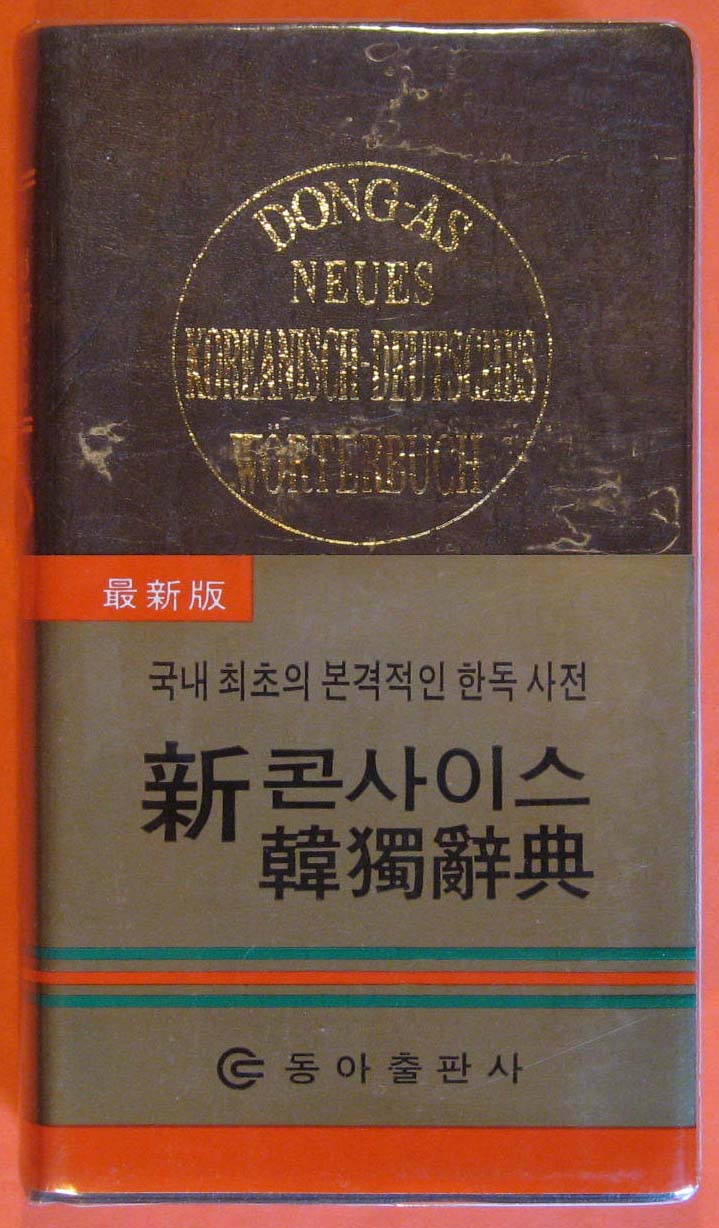 DONG-AS
NEUES
KOREANISCH-DEUTSCHES
WÖRTERBUCH
最新版
국내 최초의 본격적인 한독 사전
新 콘사이스
韓獨辭典
동아출판사